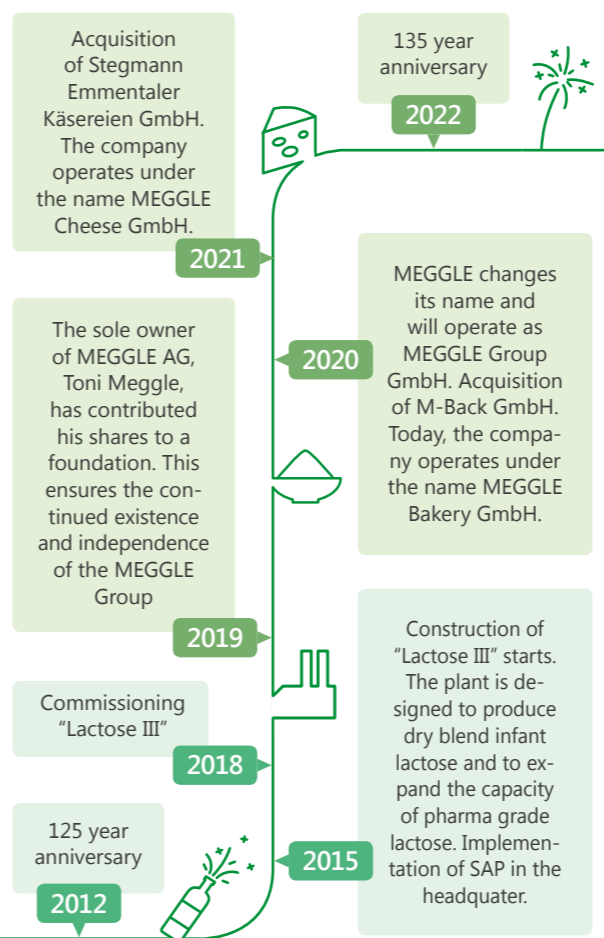 Acquisition
of Stegmann
Emmentaler
Käsereien GmbH.
The company
operates under
the name MEGGLE
Cheese GmbH.
2021
135 year
anniversary
2022
The sole owner
of MEGGLE AG,
Toni Meggle,
has contributed
his shares to a
foundation. This
ensures the con-
tinued existence
and independence
of the MEGGLE
Group
2019
2020
MEGGLE changes
its name and
will operate as
MEGGLE Group
GmbH. Acquisition
of M-Back GmbH.
Today, the compa-
ny operates under
the name MEGGLE
Bakery GmbH.
Commissioning
"Lactose III"
2018
2015
Construction of
"Lactose III" starts.
The plant is de-
signed to produce
dry blend infant
lactose and to ex-
pand the capacity
of pharma grade
lactose. Implemen-
tation of SAP in the
headquater.
125 year
anniversary
2012